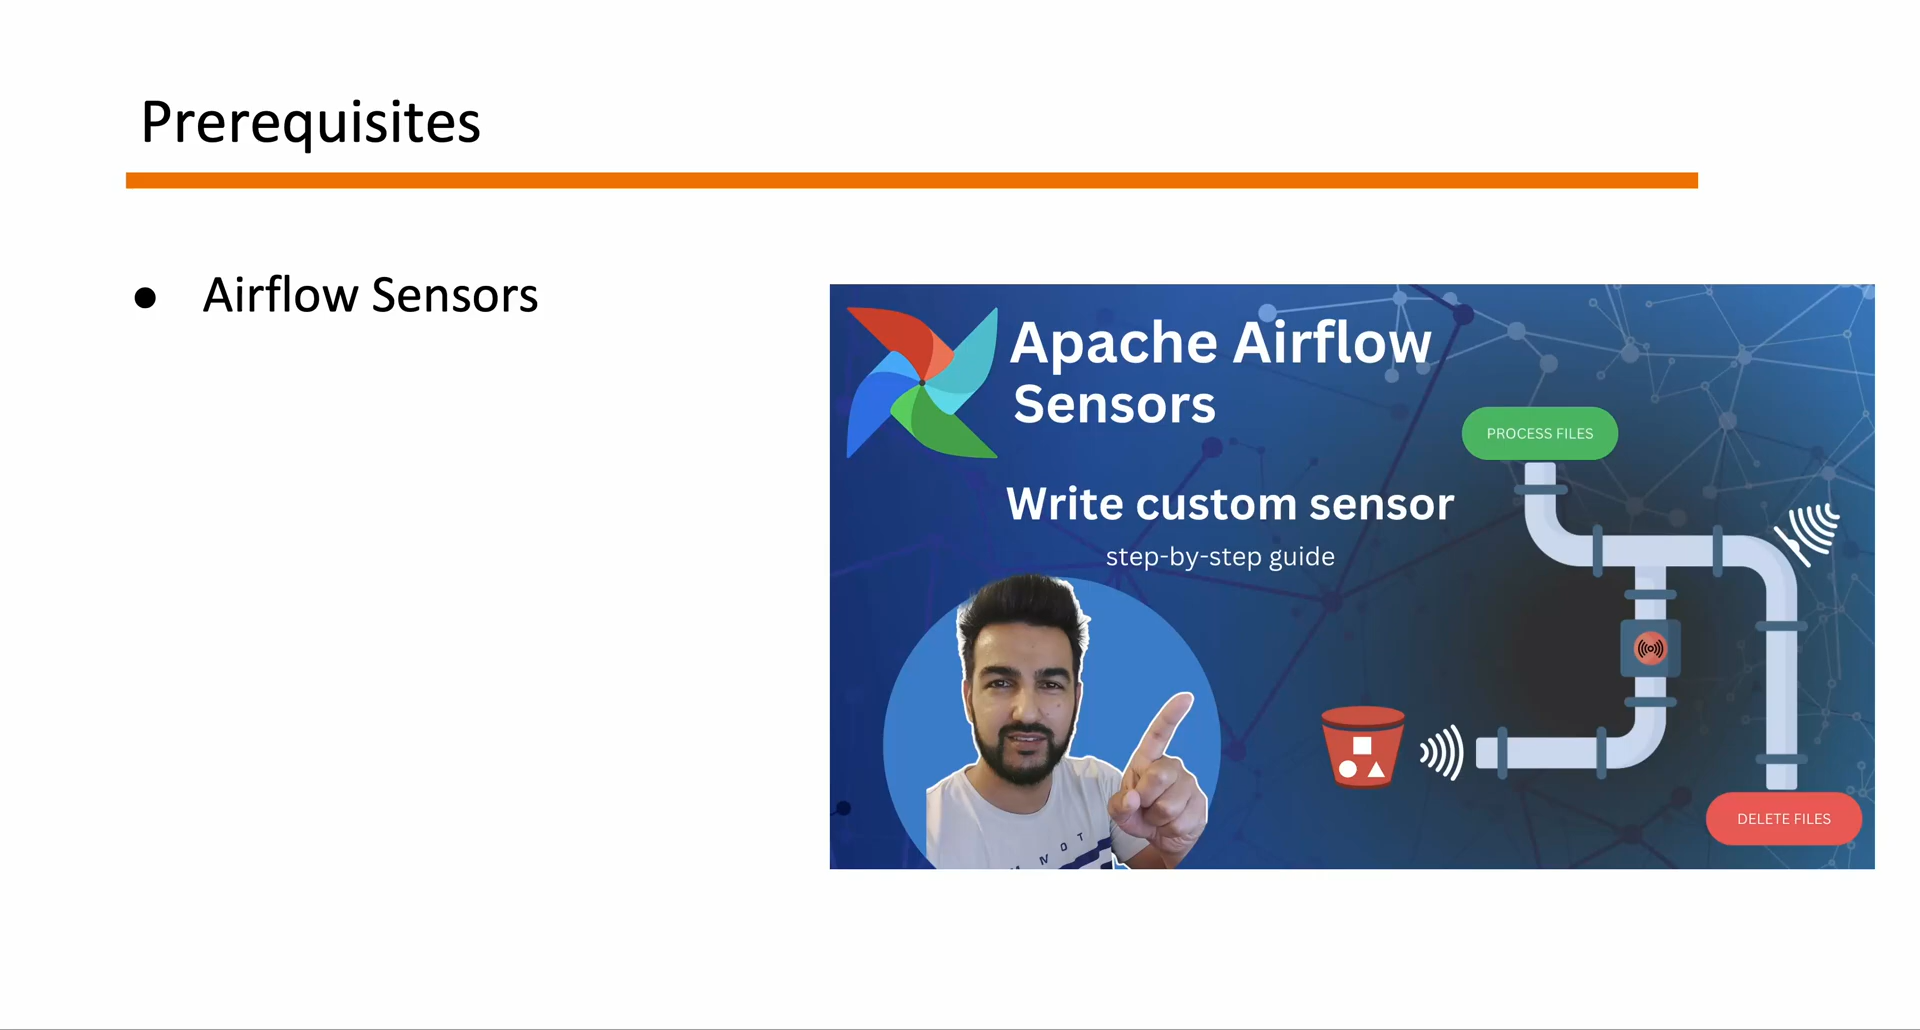 Prerequisites
● Airflow Sensors
Apache Airflow
Sensors
PROCESS FILES
Write custom sensor
step-by-step guide
DELETE FILES